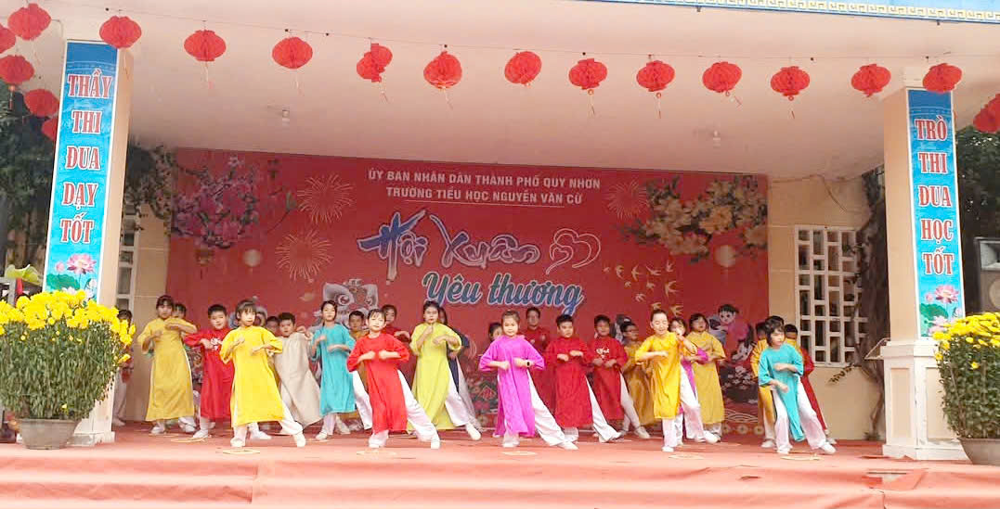 THẦY
THI
ĐUA
DẠY
TỐT
ỦY BAN NHÂN DÂN THÀNH PHỐ QUY NHƠN
TRƯỜNG TIỂU HỌC NGUYỄN VĂN CỪ
Hội Xuân
Yêu thương
TRÒ
THI
ĐUA
HỌC
TỐT